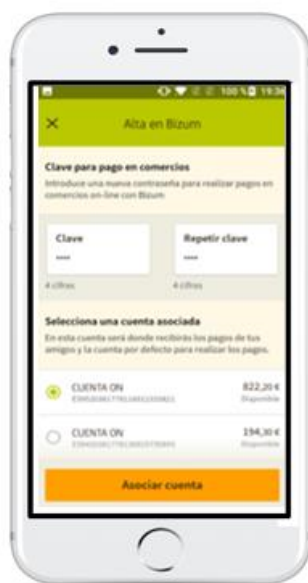 100 % 19:36
Alta en Bizum
Clave para pago en comercios
Introduce una nueva contraseña para realizar pagos en
comercios on-line con Bizum
Clave
Repetir clave
4 cifras
4 cifras
Selecciona una cuenta asociada
En esta cuenta será donde recibirás los pagos de tus
amigos y la cuenta por defecto para realizar los pagos.
CUENTA ON 822,20 €
Disponible
CUENTA ON 194,30 €
Disponible
Asociar cuenta